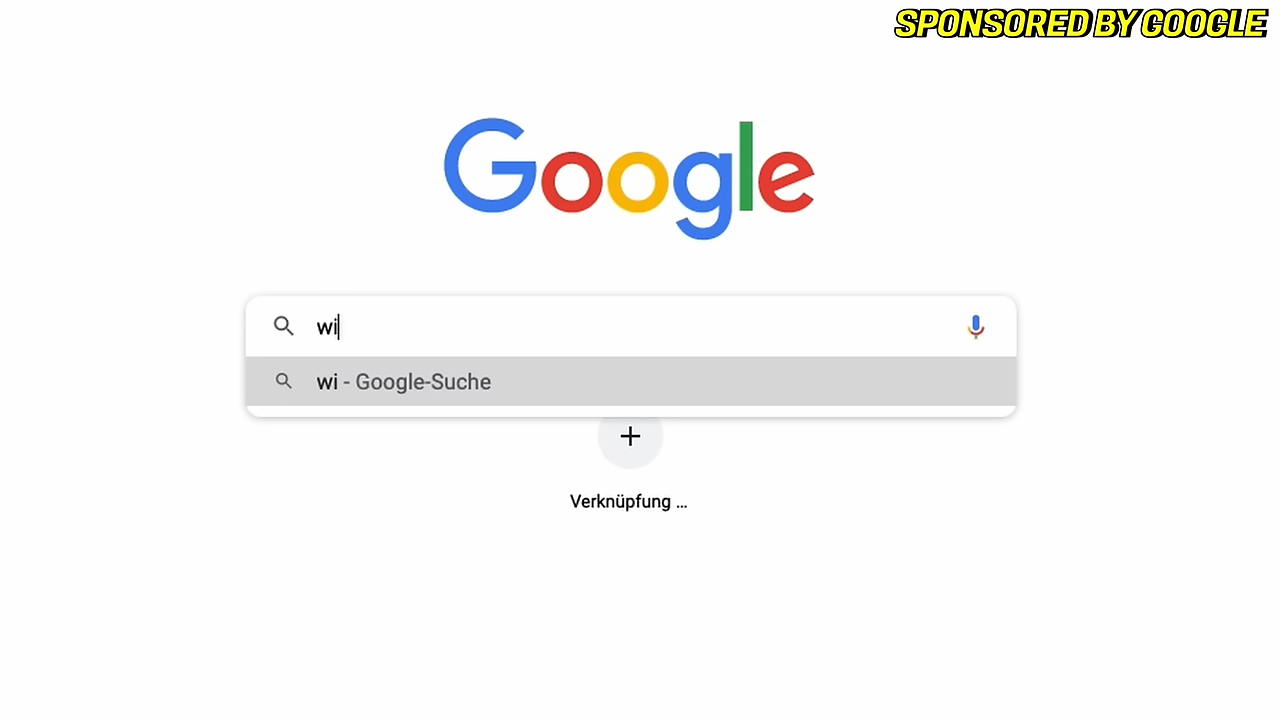 SPONSORED BY GOOGLE
Google
wi
wi - Google-Suche
Verknüpfung ...